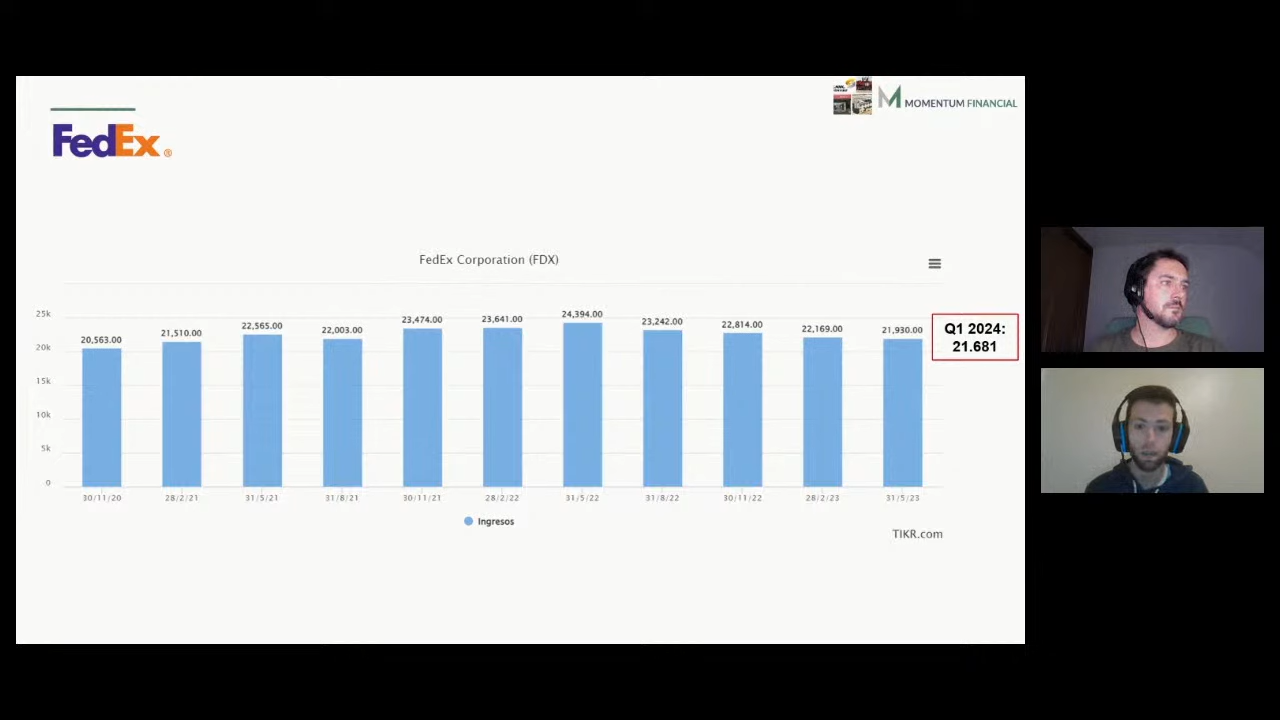 MOMENTUM FINANCIAL
FedEx®
FedEx Corporation (FDX)
25k
20k
15k
10k
5k
0
20,563.00
21,510.00
22,565.00
22,003.00
23,474.00
23,641.00
24,394.00
23,242.00
22,814.00
22,169.00
21,930.00
Q1 2024:
21.681
30/11/20
28/2/21
31/5/21
31/8/21
30/11/21
28/2/22
31/5/22
31/8/22
30/11/22
28/2/23
31/5/23
Ingresos
TIKR.com